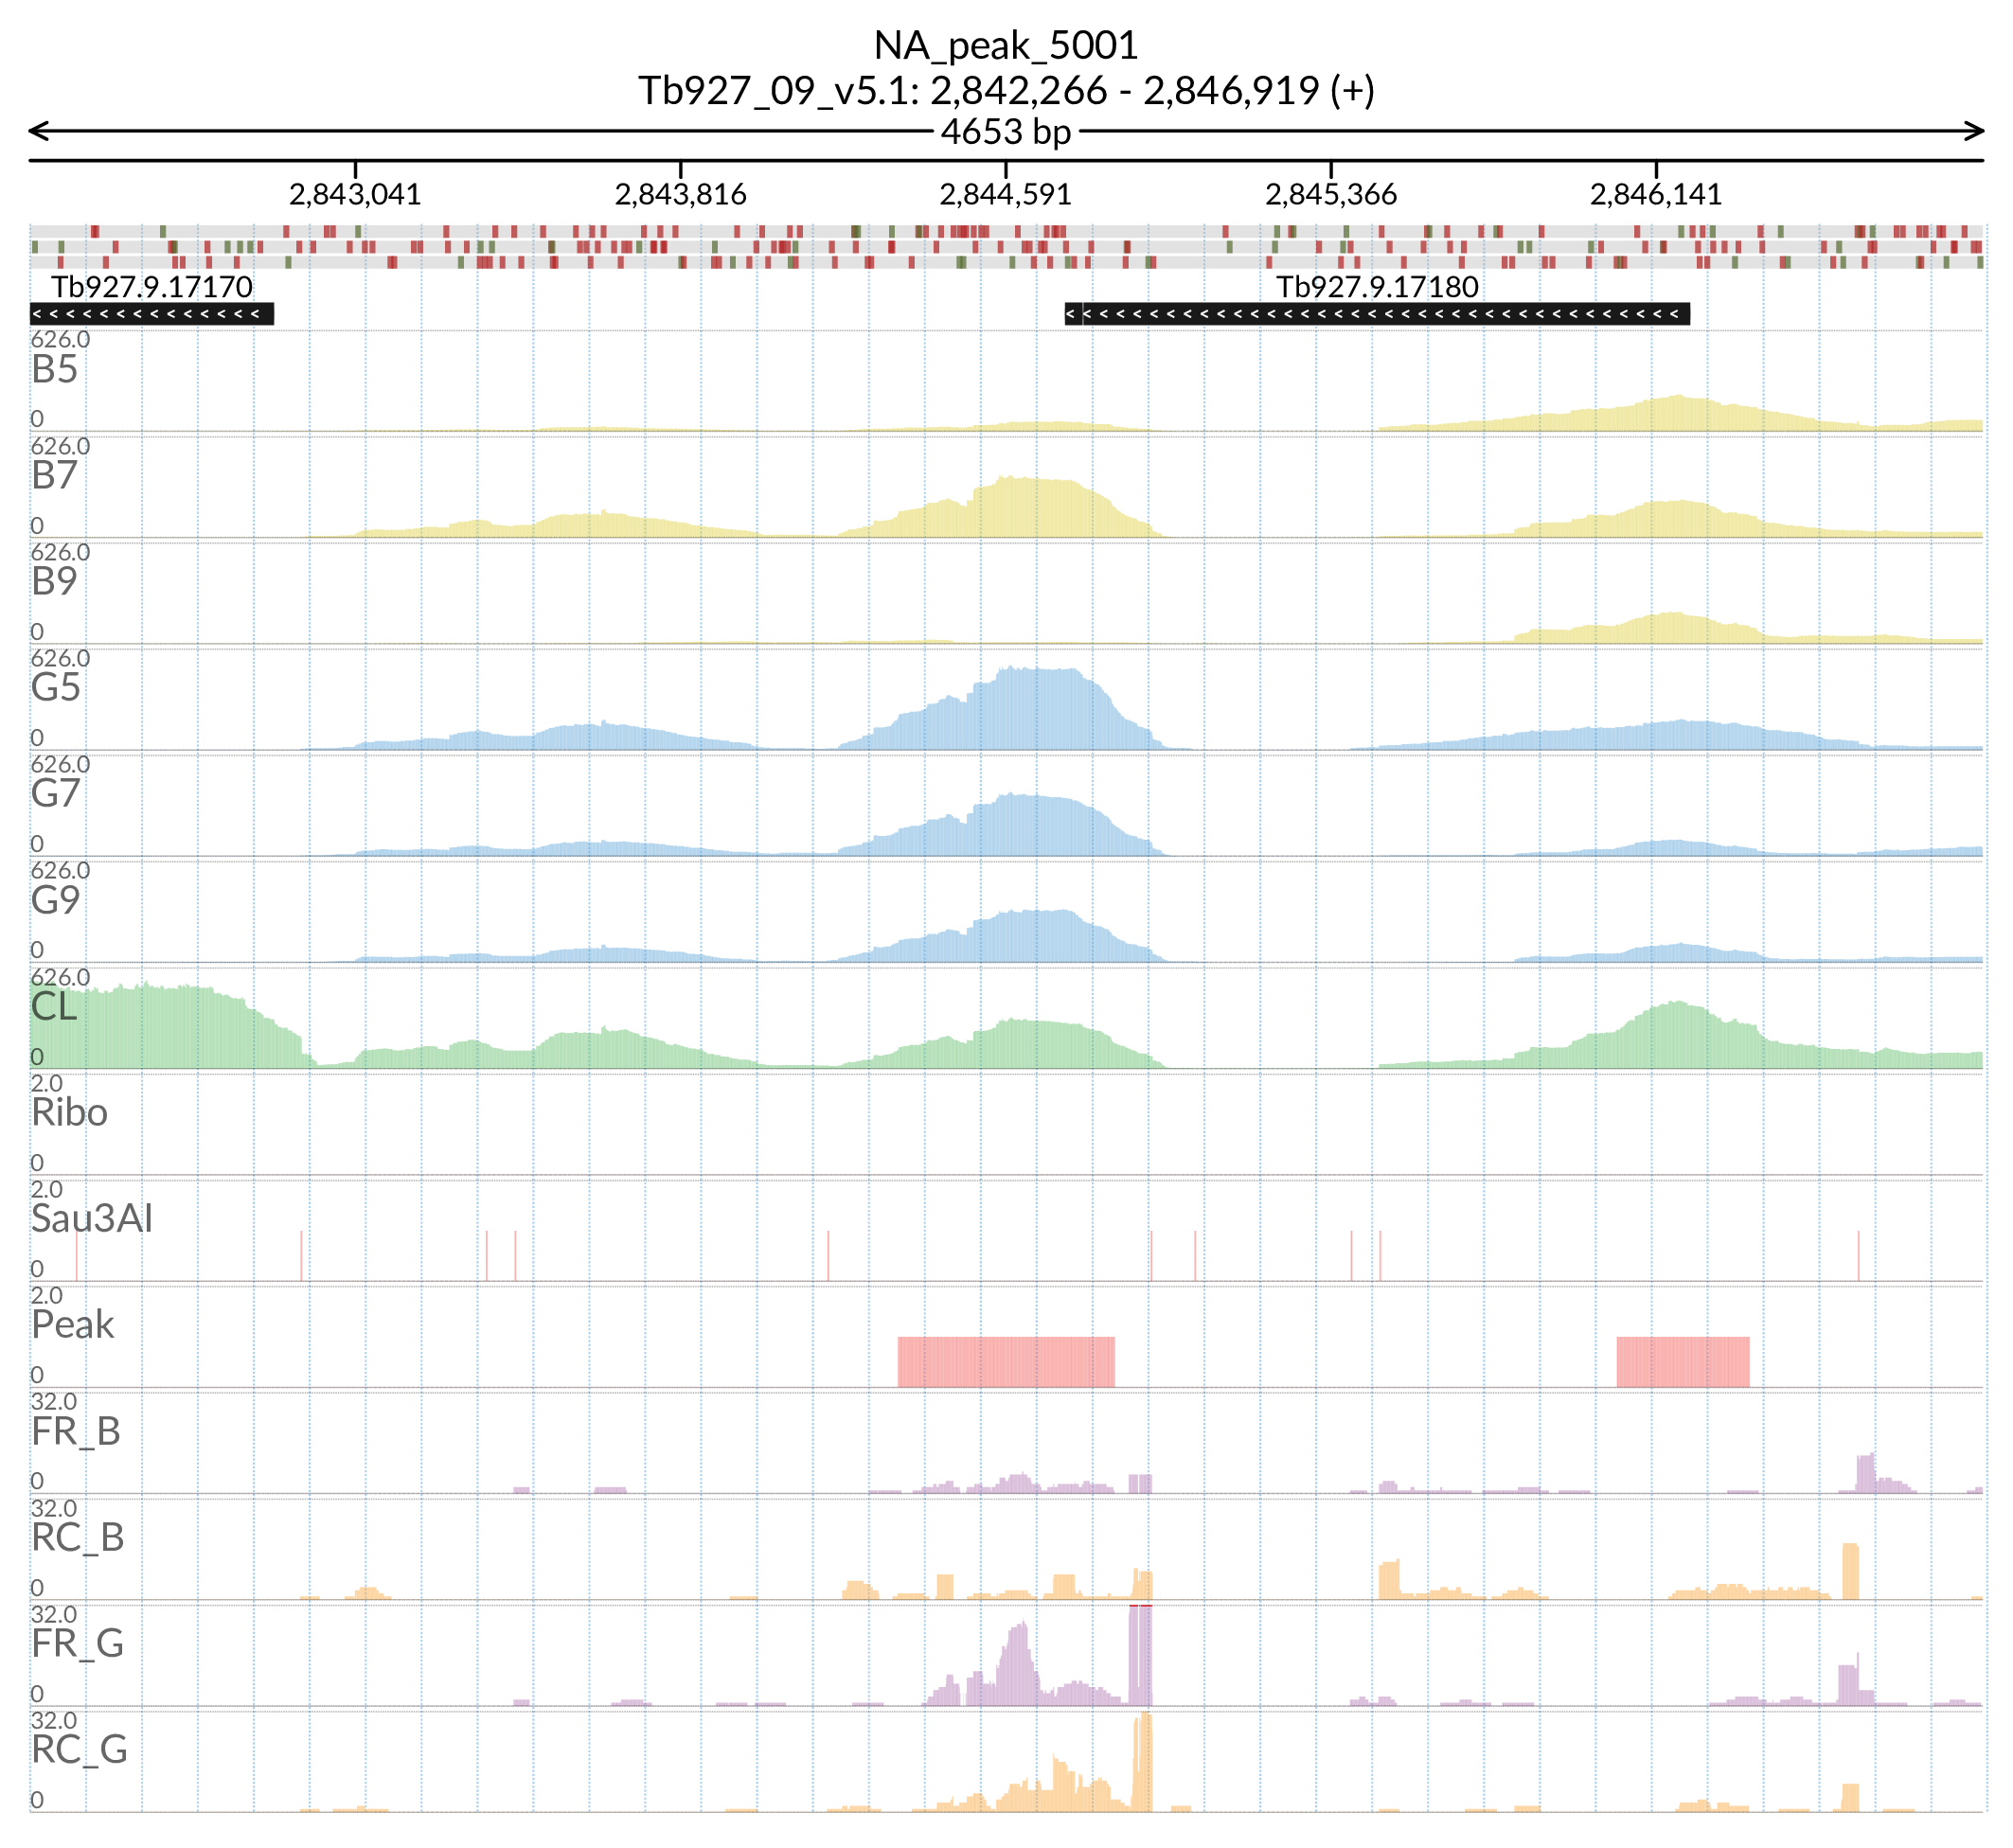 NA_peak_5001
Tb927_09_v5.1: 2,842,266 - 2,846,919 (+)
4653 bp
2,843,041 2,843,816 2,844,591 2,845,366 2,846,141
Tb927.9.17170 Tb927.9.17180
626.0
B5
0
626.0
B7
0
626.0
B9
0
626.0
G5
0
626.0
G7
0
626.0
G9
0
626.0
CL
0
2.0
Ribo
0
2.0
Sau3AI
0
2.0
Peak
0
32.0
FR_B
0
32.0
RC_B
0
32.0
FR_G
0
32.0
RC_G
0